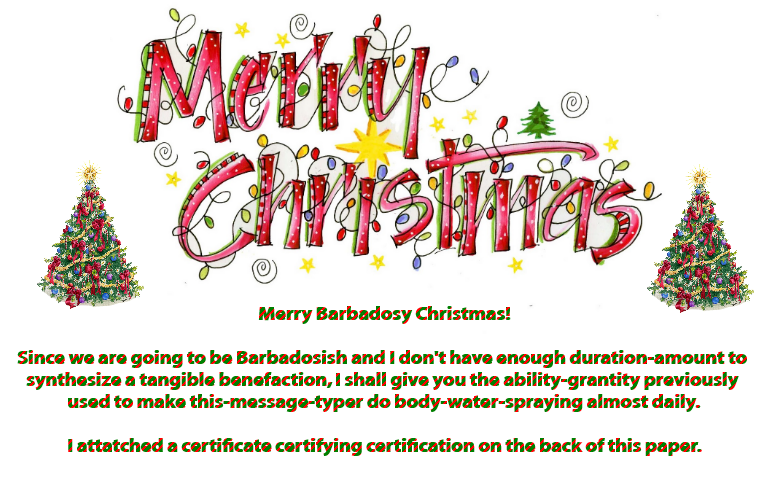 Merry
Christmas
Merry Barbadosy Christmas!
Since we are going to be Barbadosish and I don't have enough duration-amount to
synthesize a tangible benefaction, I shall give you the ability-grantity previously
used to make this-message-typer do body-water-spraying almost daily.
I attatched a certificate certifying certification on the back of this paper.